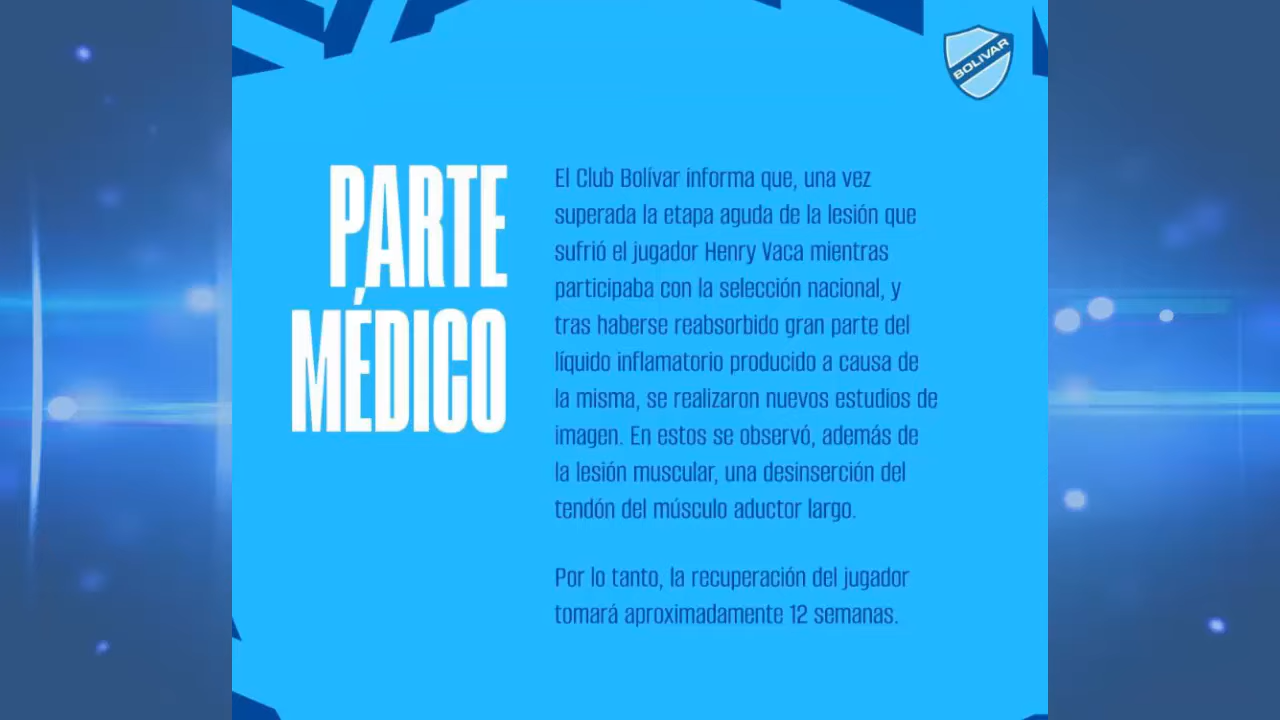 BOLIVAR
PARTE
MÉDICO
El Club Bolívar informa que, una vez
superada la etapa aguda de la lesión que
sufrió el jugador Henry Vaca mientras
participaba con la selección nacional, y
tras haberse reabsorbido gran parte del
líquido inflamatorio producido a causa de
la misma, se realizaron nuevos estudios de
imagen. En estos se observó, además de
la lesión muscular, una desinserción del
tendón del músculo aductor largo.
Por lo tanto, la recuperación del jugador
tomará aproximadamente 12 semanas.